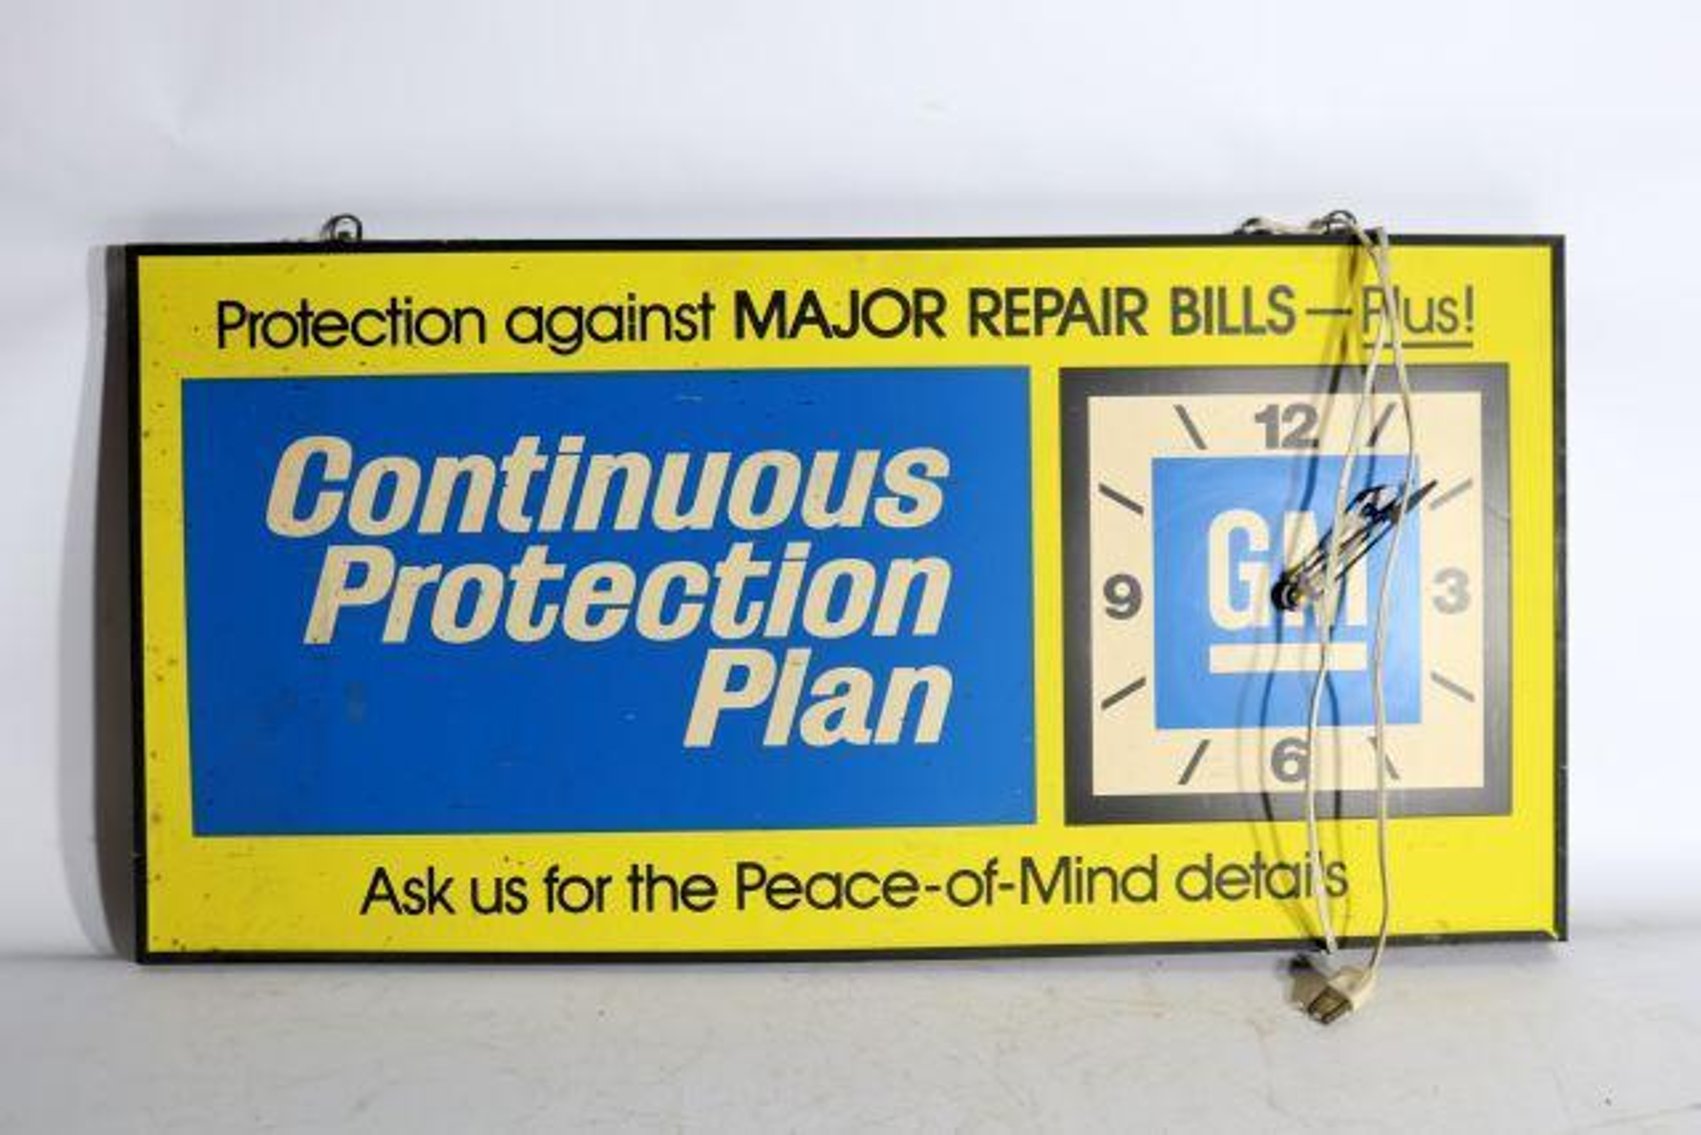 Protection against MAJOR REPAIR BILLS—Plus!
Continuous
Protection
Plan
12
9
GM
3
6
Ask us for the Peace-of-Mind details